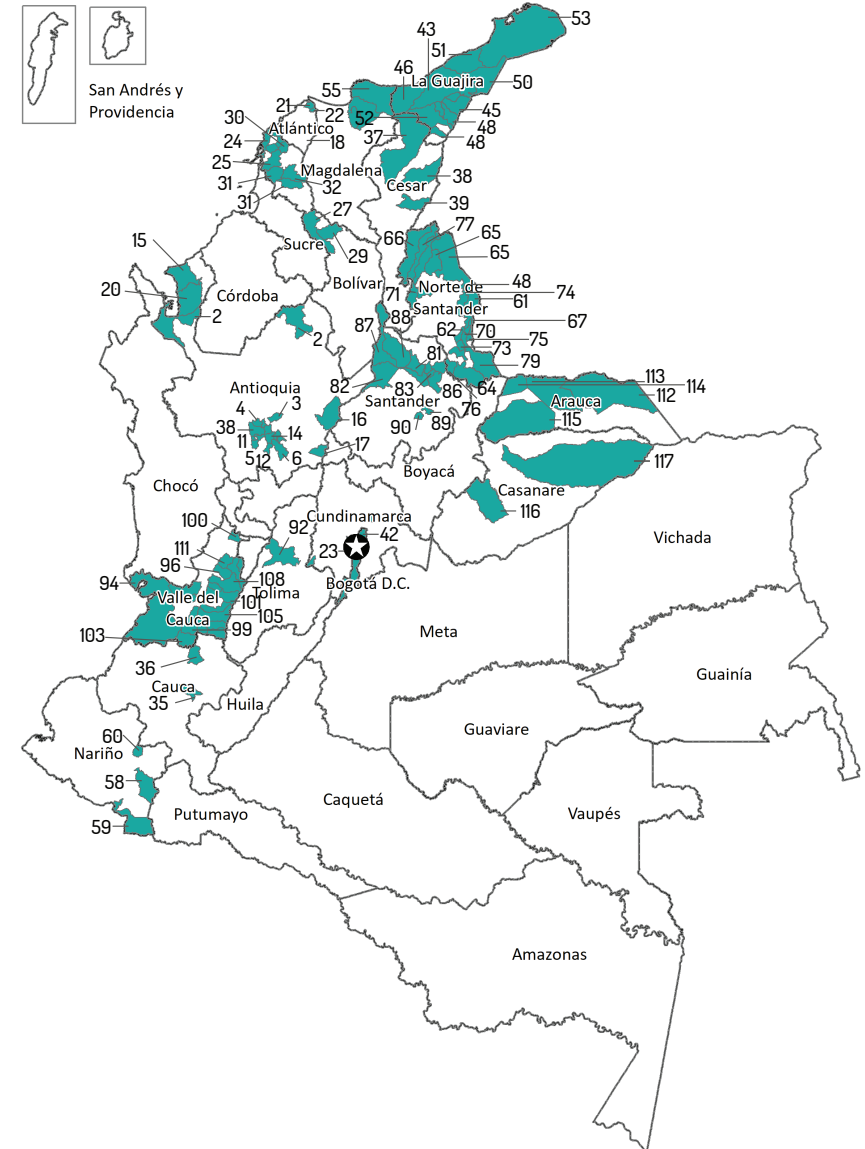 53
43
51
46
La Guajira
50
San Andrés y
Providencia
55
21
22
52
45
48
48
30
Atlántico
37
24
18
25
Magdalena
31
32
Cesar
38
31
39
27
77
65
15
Sucre
66
65
29
20
Córdoba
Bolívar
71
Norte de
48
74
61
2
88
Santander
67
87
62
70
75
2
81
73
79
82
83
86
64
113
114
112
Antioquia
Santander
76
Arauca
4
3
16
90
89
115
38
14
11
17
5
12
6
117
Boyacá
Chocó
Casanare
116
100
92
Cundinamarca
42
Vichada
111
23
96
94
108
Bogotá D.C.
Valle del
101
Tolima
Cauca
105
103
99
Meta
36
Guainía
Cauca
35
Huila
60
Nariño
Guaviare
58
Caquetá
59
Putumayo
Vaupés
Amazonas